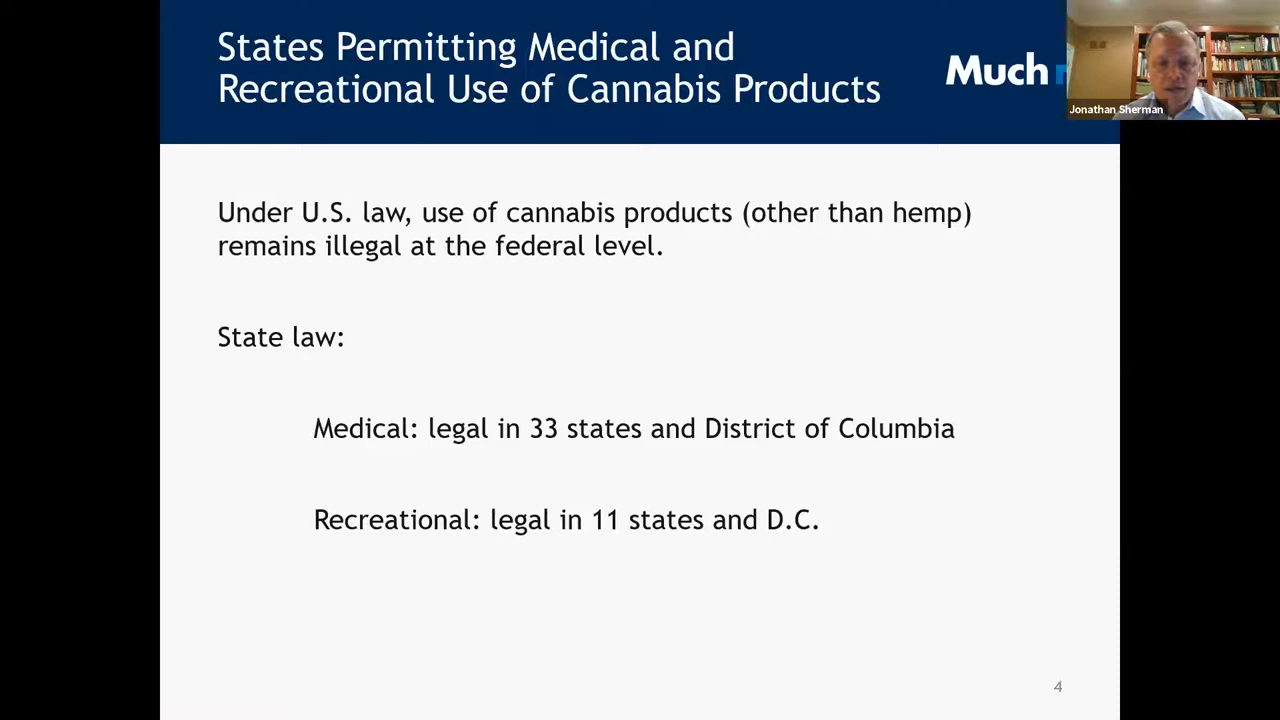 States Permitting Medical and
Recreational Use of Cannabis Products
Much
Jonathan Sherman
Under U.S. law, use of cannabis products (other than hemp)
remains illegal at the federal level.
State law:
Medical: legal in 33 states and District of Columbia
Recreational: legal in 11 states and D.C.
4